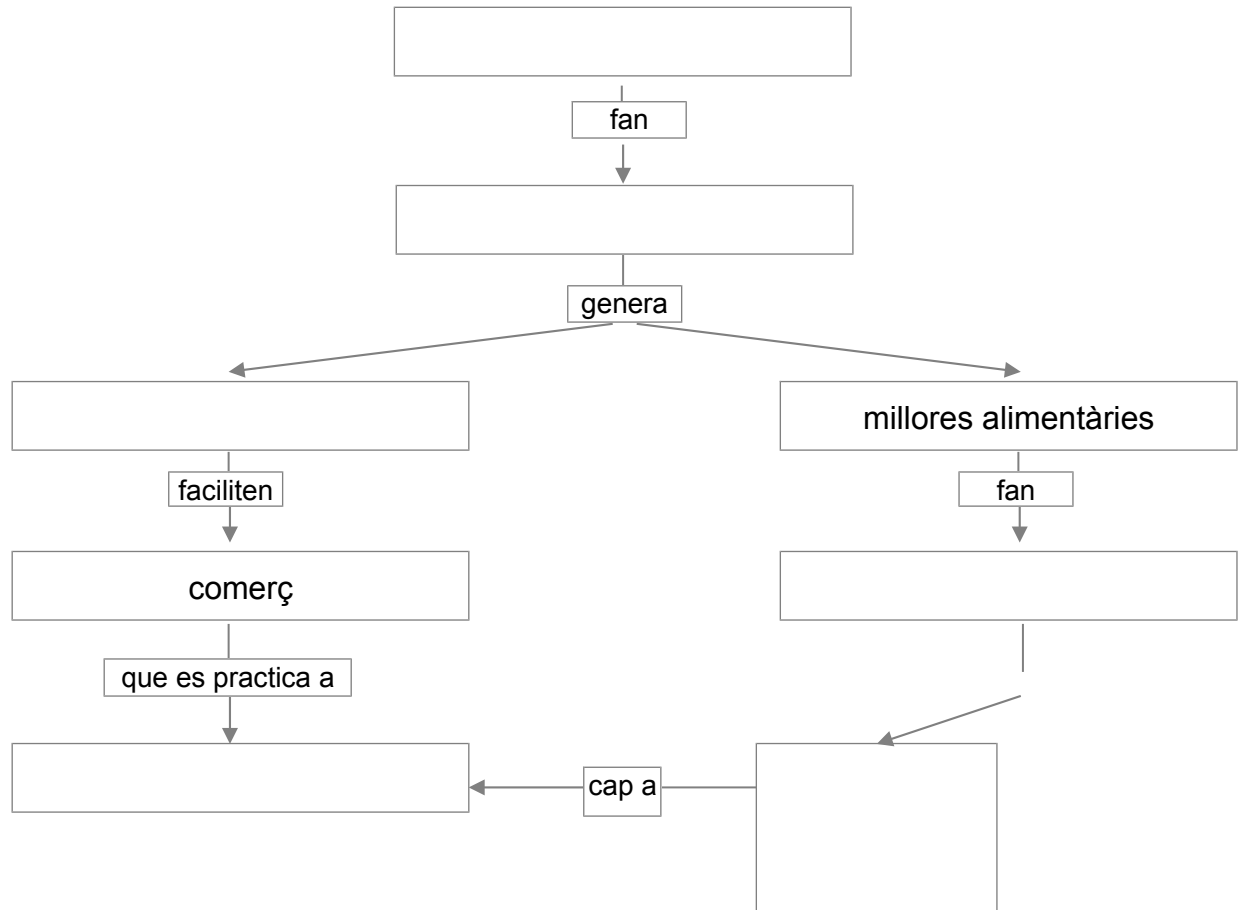 fan
genera
millores alimentàries
faciliten
fan
comerç
que es practica a
cap a